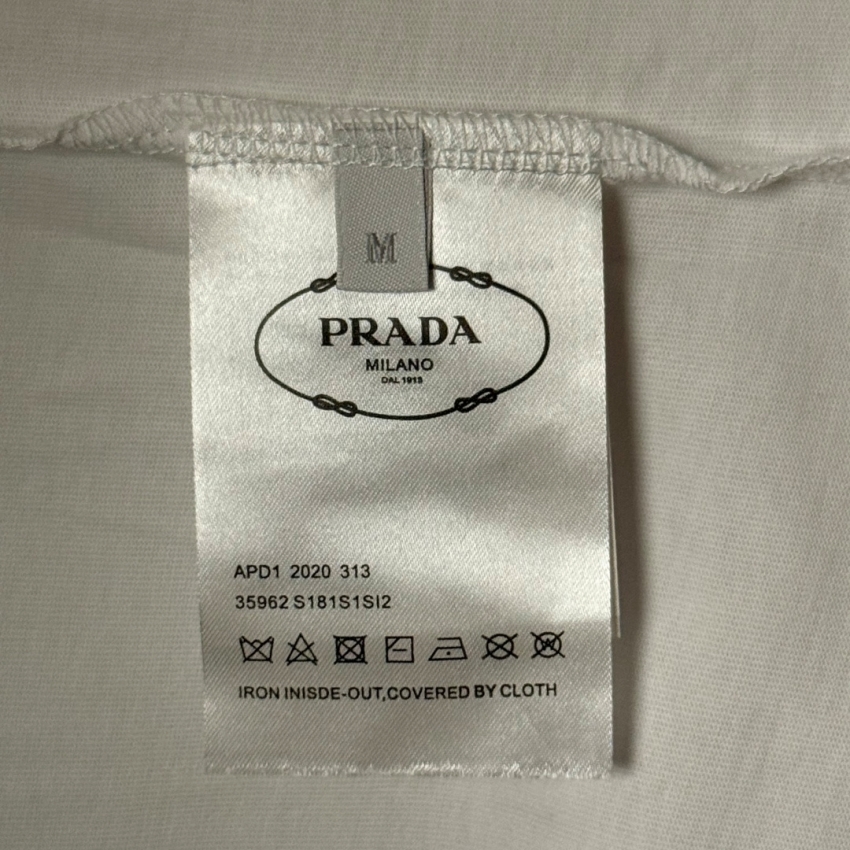 M
PRADA
MILANO
DAL 1913
APD1 2020 313
35962 S181S1SI2
IRON INISDE-OUT,COVERED BY CLOTH